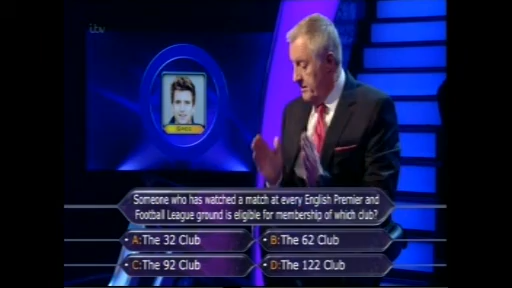 itv
Someone who has watched a match at every English Premier and
Football League ground is eligible for membership of which club?
A: The 32 Club
B: The 62 Club
C: The 92 Club
D: The 122 Club